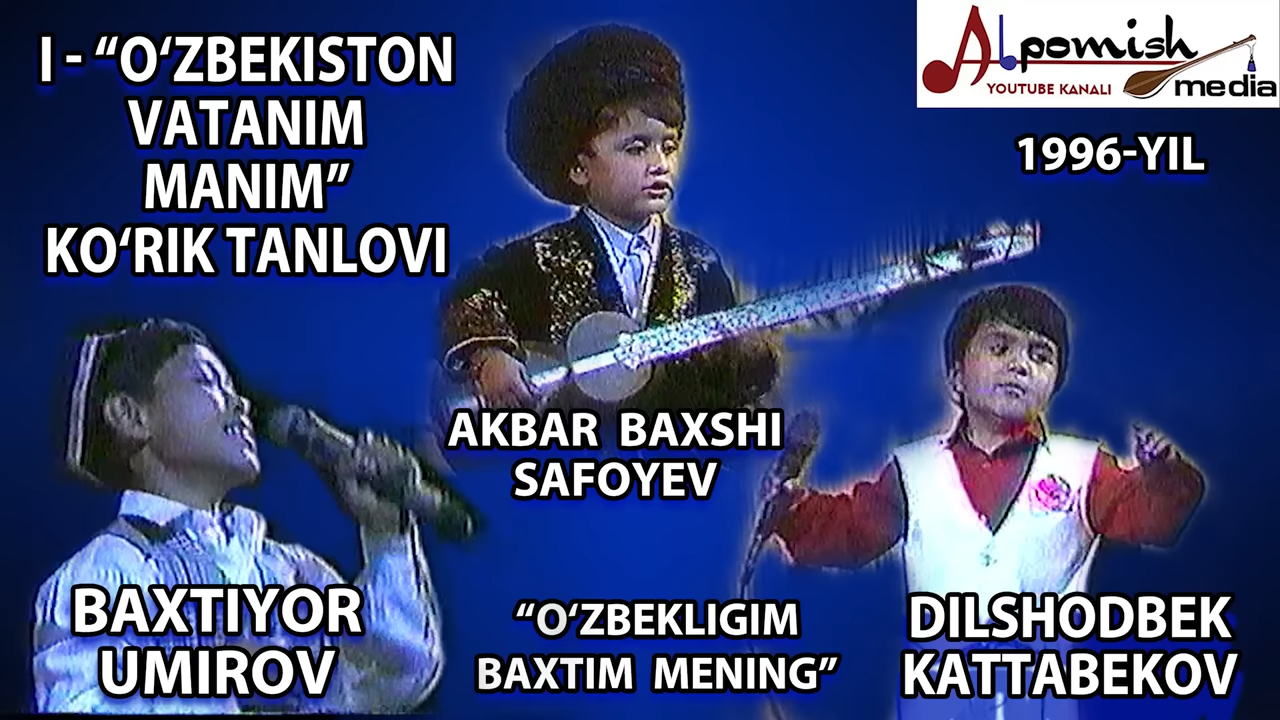 I - “O‘ZBEKISTON
VATANIM
MANIM”
KO‘RIK TANLOVI
Alpomish
YOUTUBE KANALI
media
1996-YIL
AKBAR BAXSHI
SAFOYEV
BAXTIYOR
UMIROV
“O‘ZBEKLIGIM
BAXTIM MENING”
DILSHODBEK
KATTABEKOV